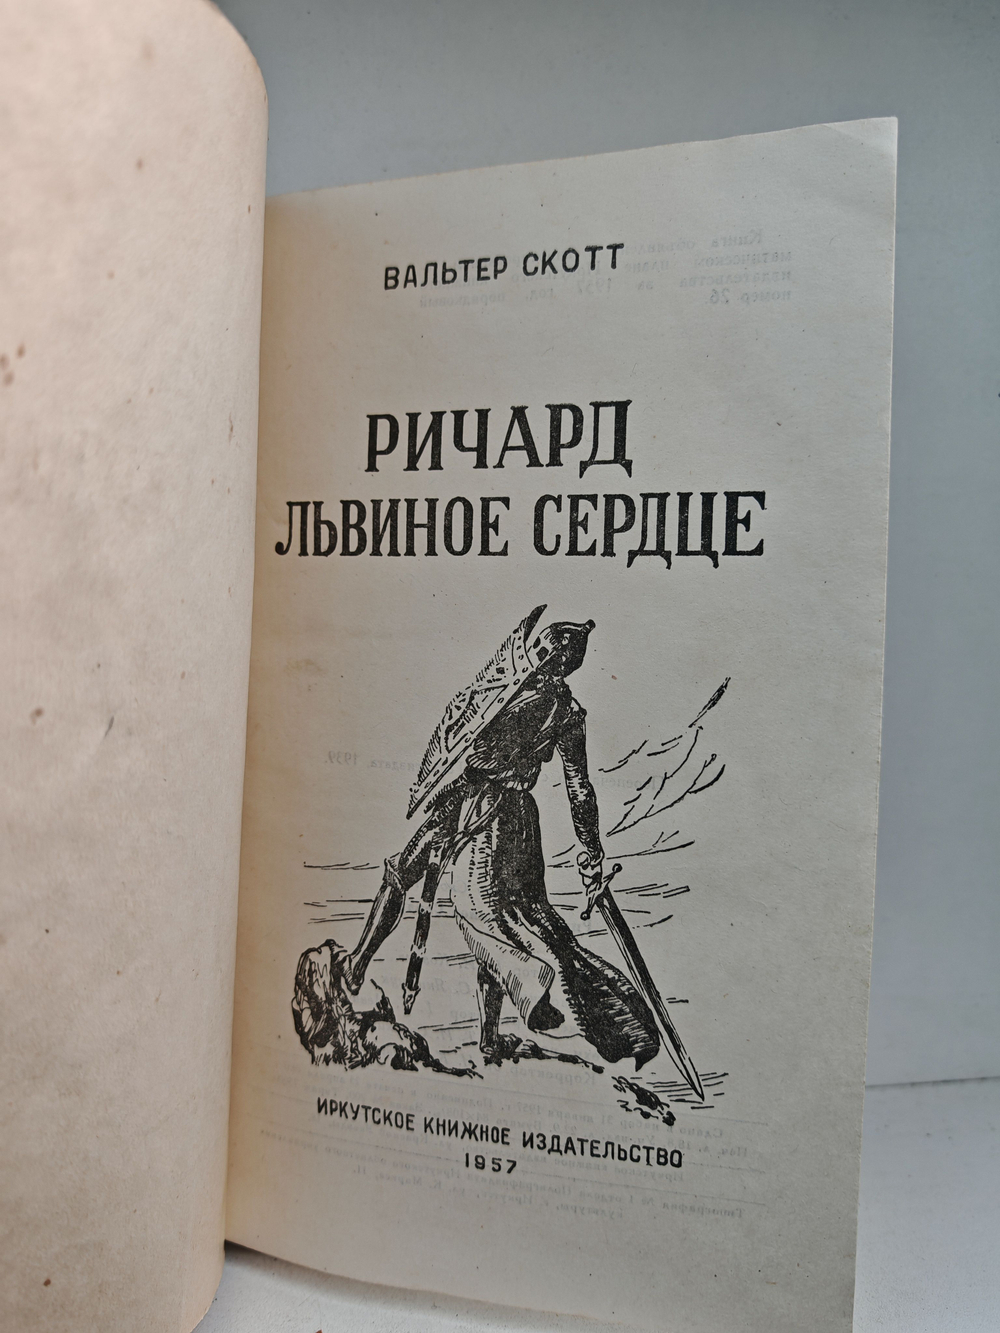 ВАЛЬТЕР СКОТТ
РИЧАРД
ЛЬВИНОЕ СЕРДЦЕ
ИРКУТСКОЕ КНИЖНОЕ ИЗДАТЕЛЬСТВО
1957